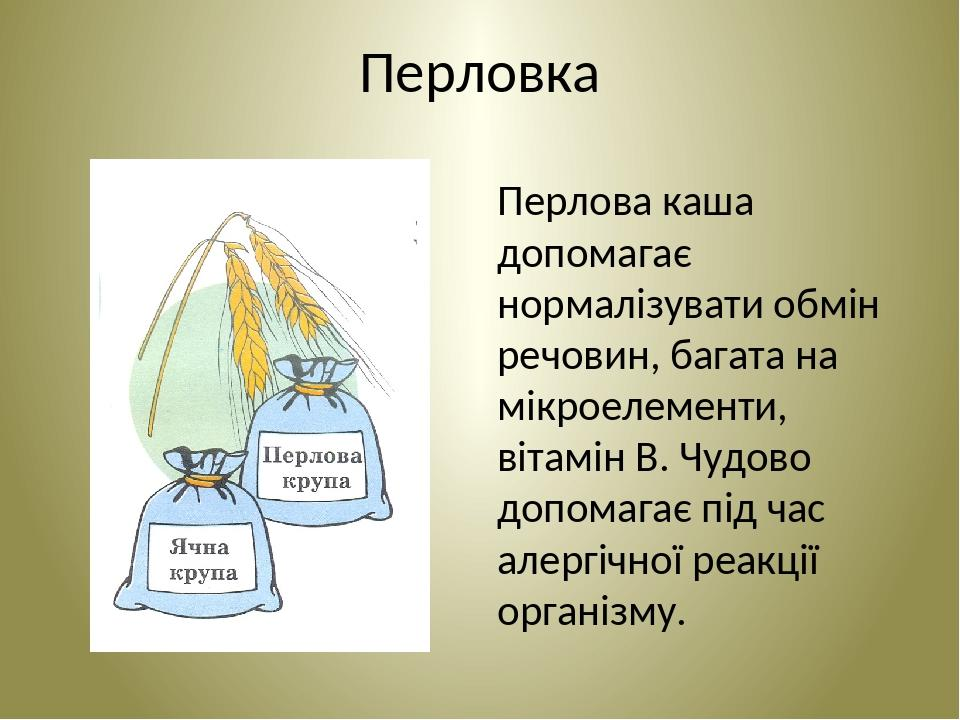 Перловка
Перлова
крупа
Ячна
крупа
Перлова каша
допомагає
нормалізувати обмін
речовин, багата на
мікроелементи,
вітамін В. Чудово
допомагає під час
алергічної реакції
організму.